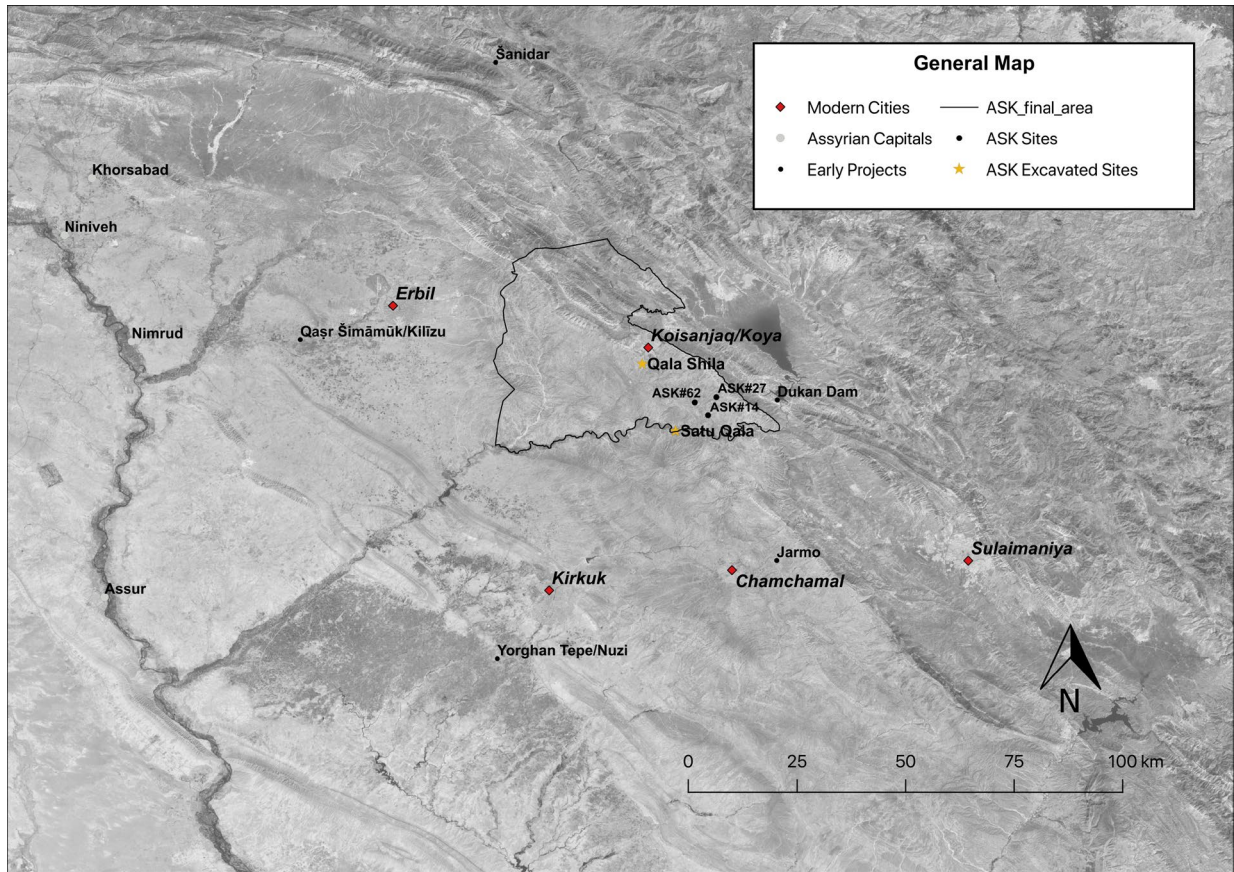 Šanidar
General Map
Modern Cities
ASK_final_area
Assyrian Capitals
ASK Sites
Early Projects
ASK Excavated Sites
Khorsabad
Niniveh
Erbil
Nimrud
Qaṣr Šimāmūk/Kilīzu
Koisanjaq/Koya
Qala Shila
ASK#62
ASK#27
Dukan Dam
ASK#14
Satu Qala
Sulaimaniya
Jarmo
Kirkuk
Chamchamal
Assur
Yorghan Tepe/Nuzi
N
0 25 50 75 100 km